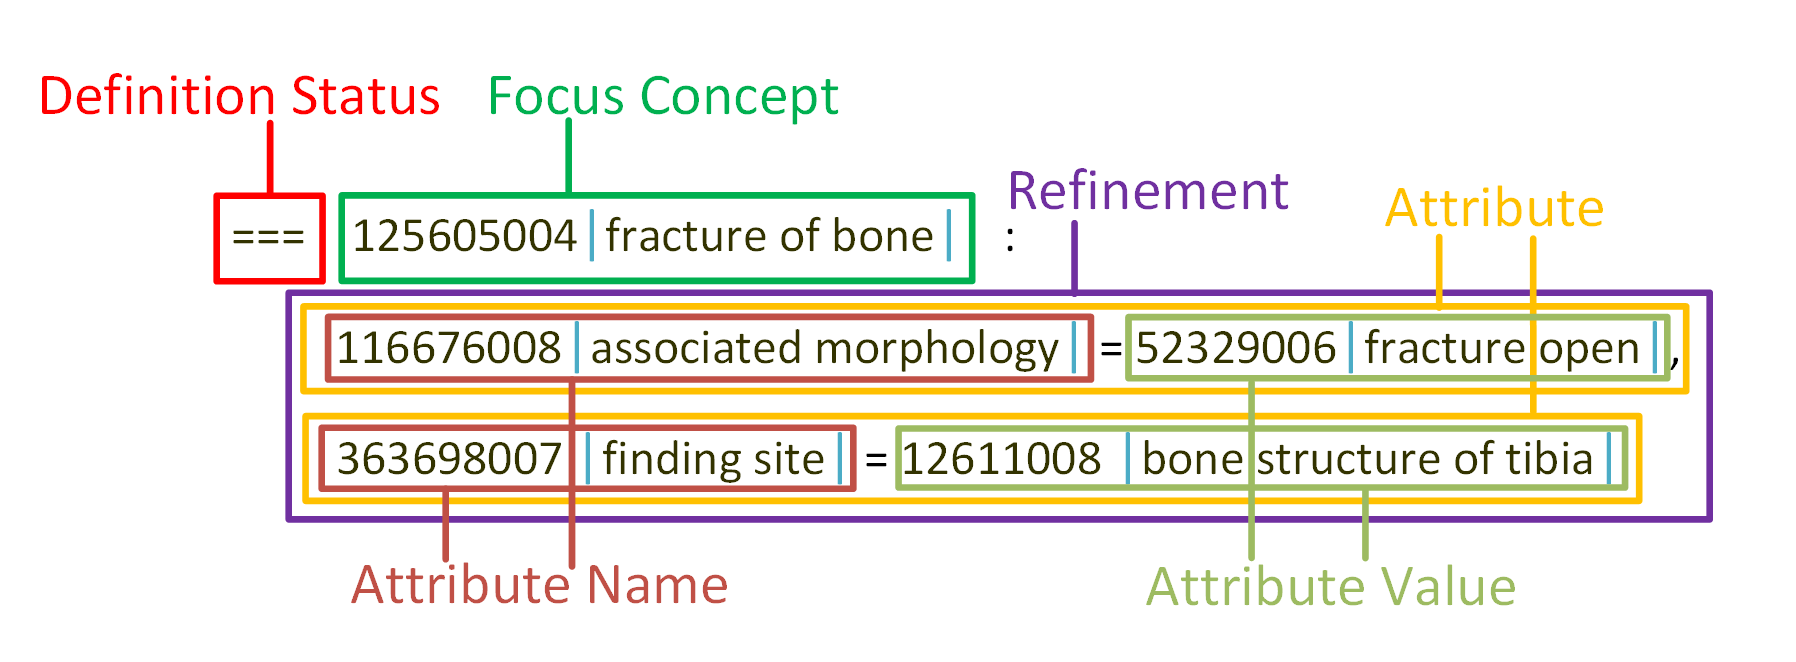 Definition Status
Focus Concept
Refinement
Attribute
=== 125605004|fracture of bone| :
116676008|associated morphology| =52329006|fracture open|,
363698007|finding site| =12611008 |bone structure of tibia|
Attribute Name
Attribute Value